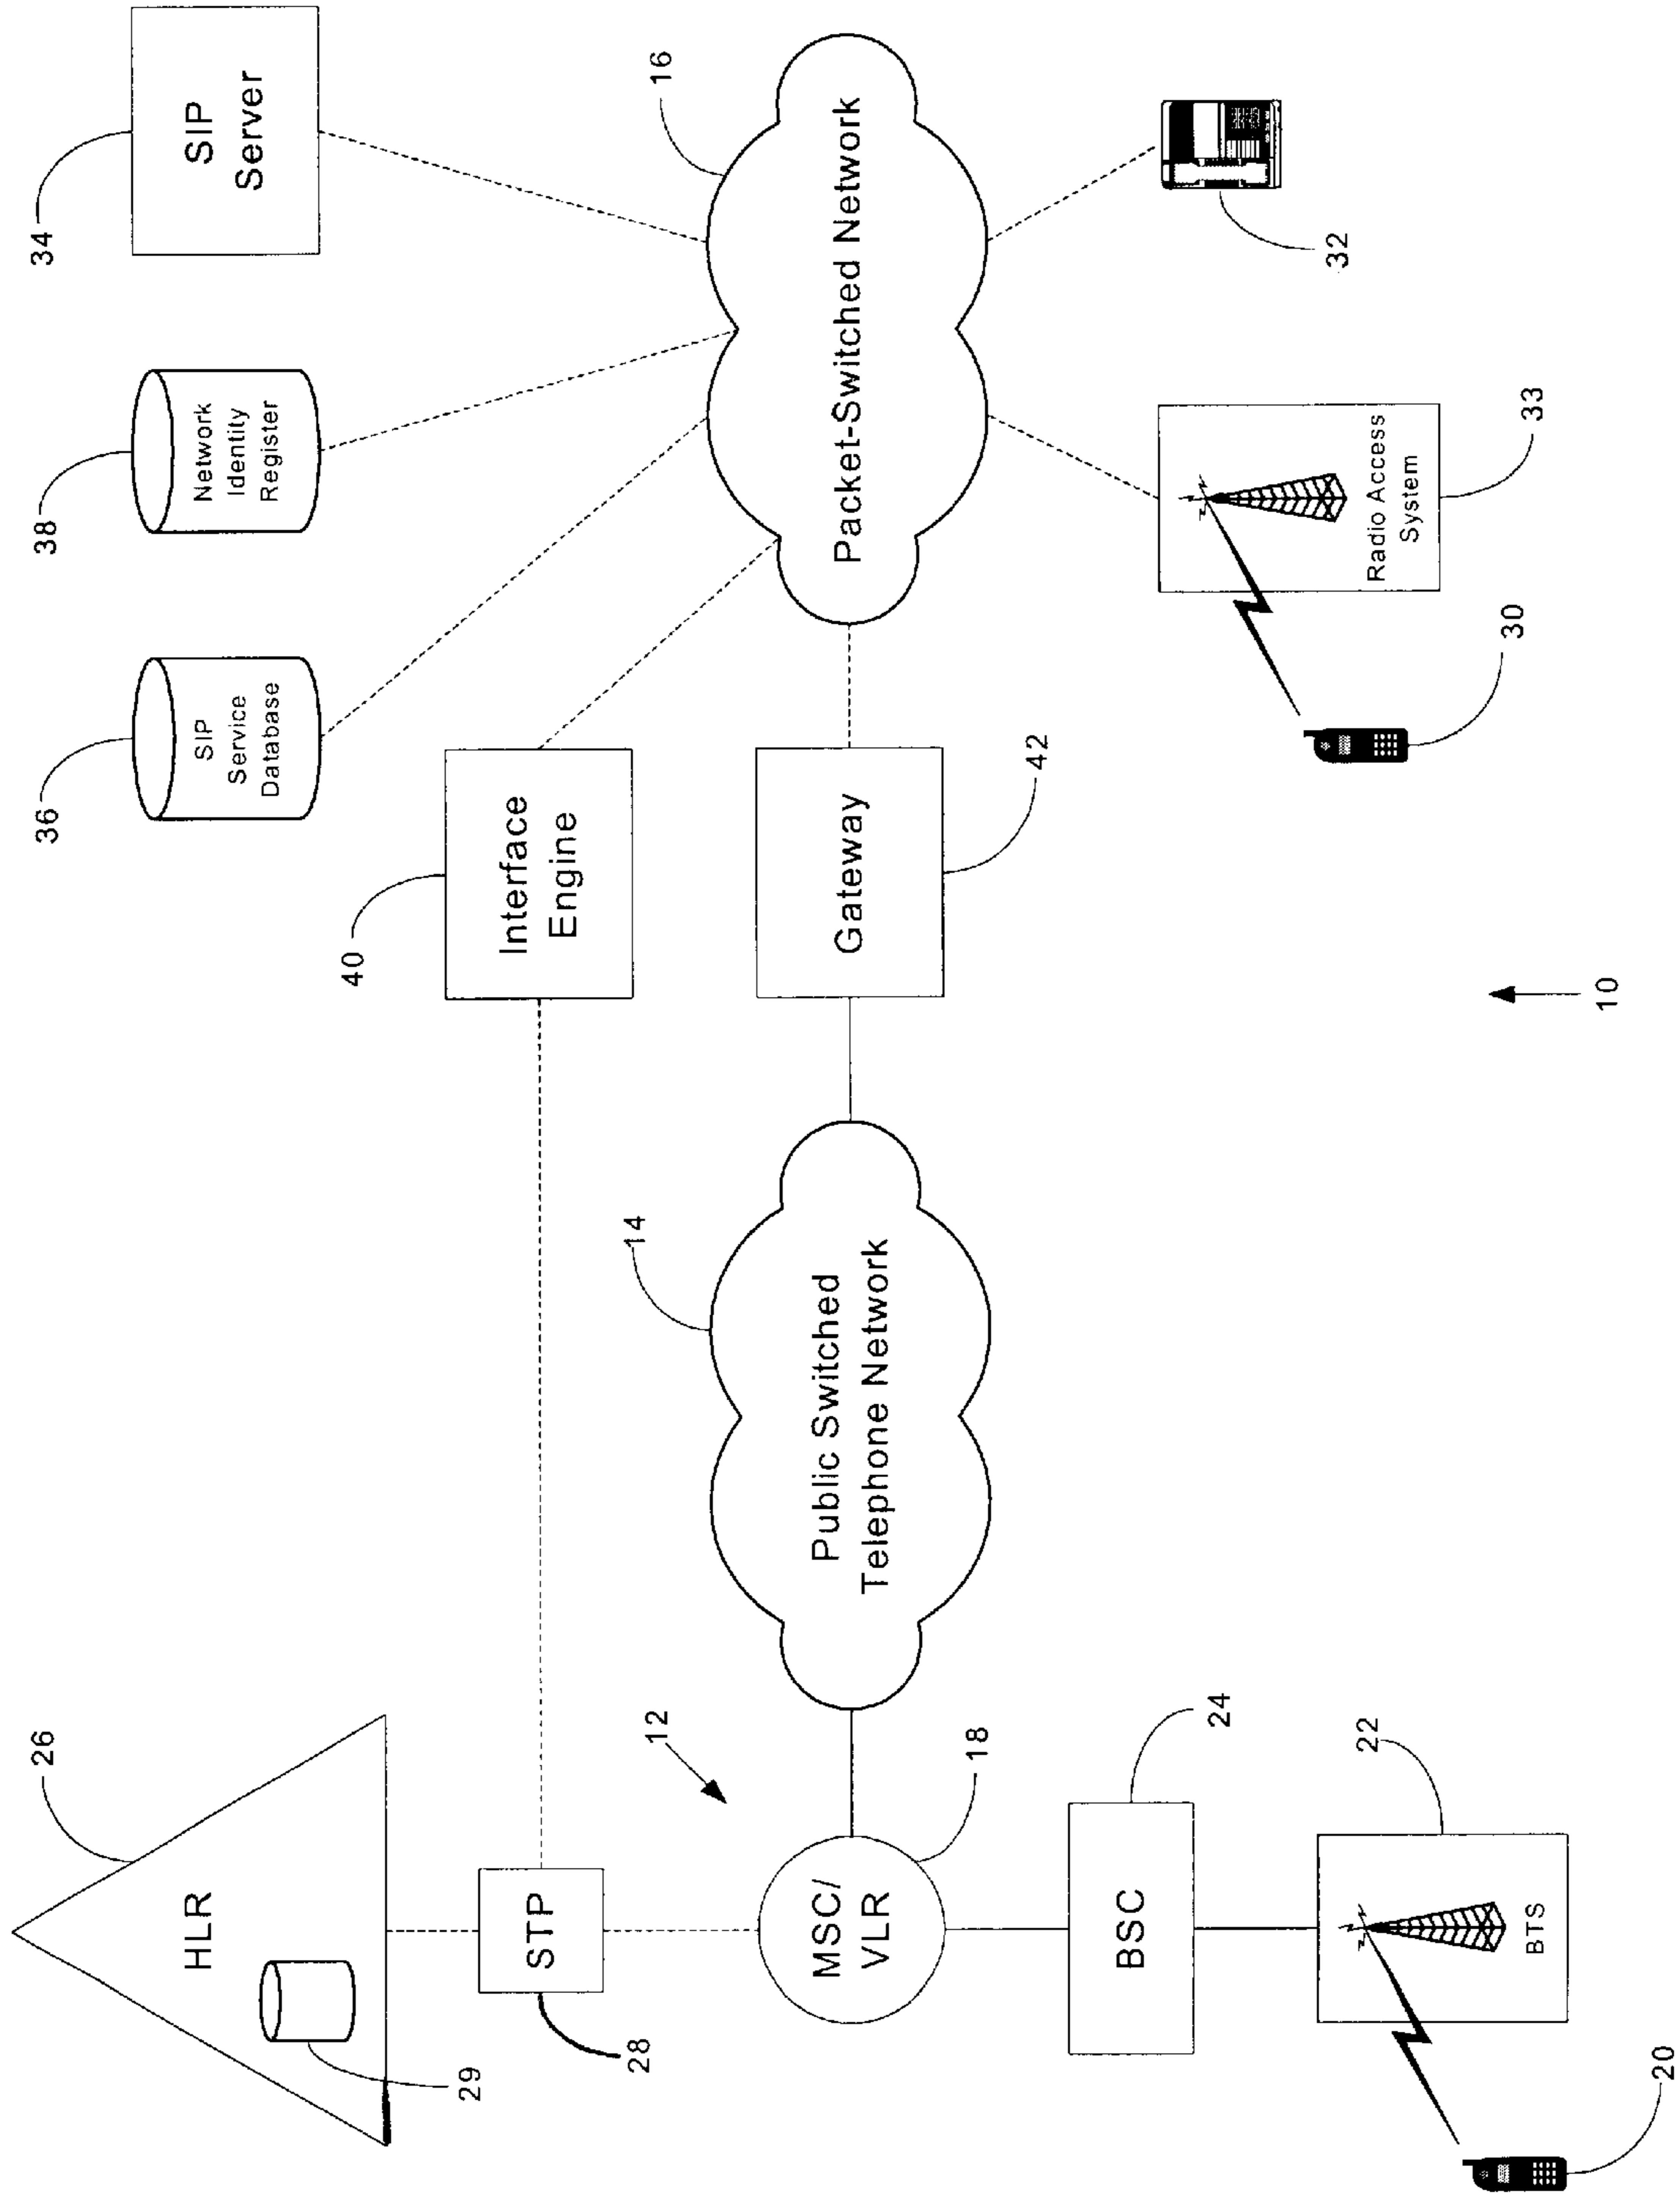 26
HLR
29
STP
28
12
MSC/
VLR
18
BSC
24
BTS
22
20
14
Public Switched
Telephone Network
40
Interface
Engine
Gateway
42
10
36
SIP
Service
Database
38
Network
Identity
Register
34
SIP
Server
16
Packet-Switched Network
Radio Access
System
33
30
32